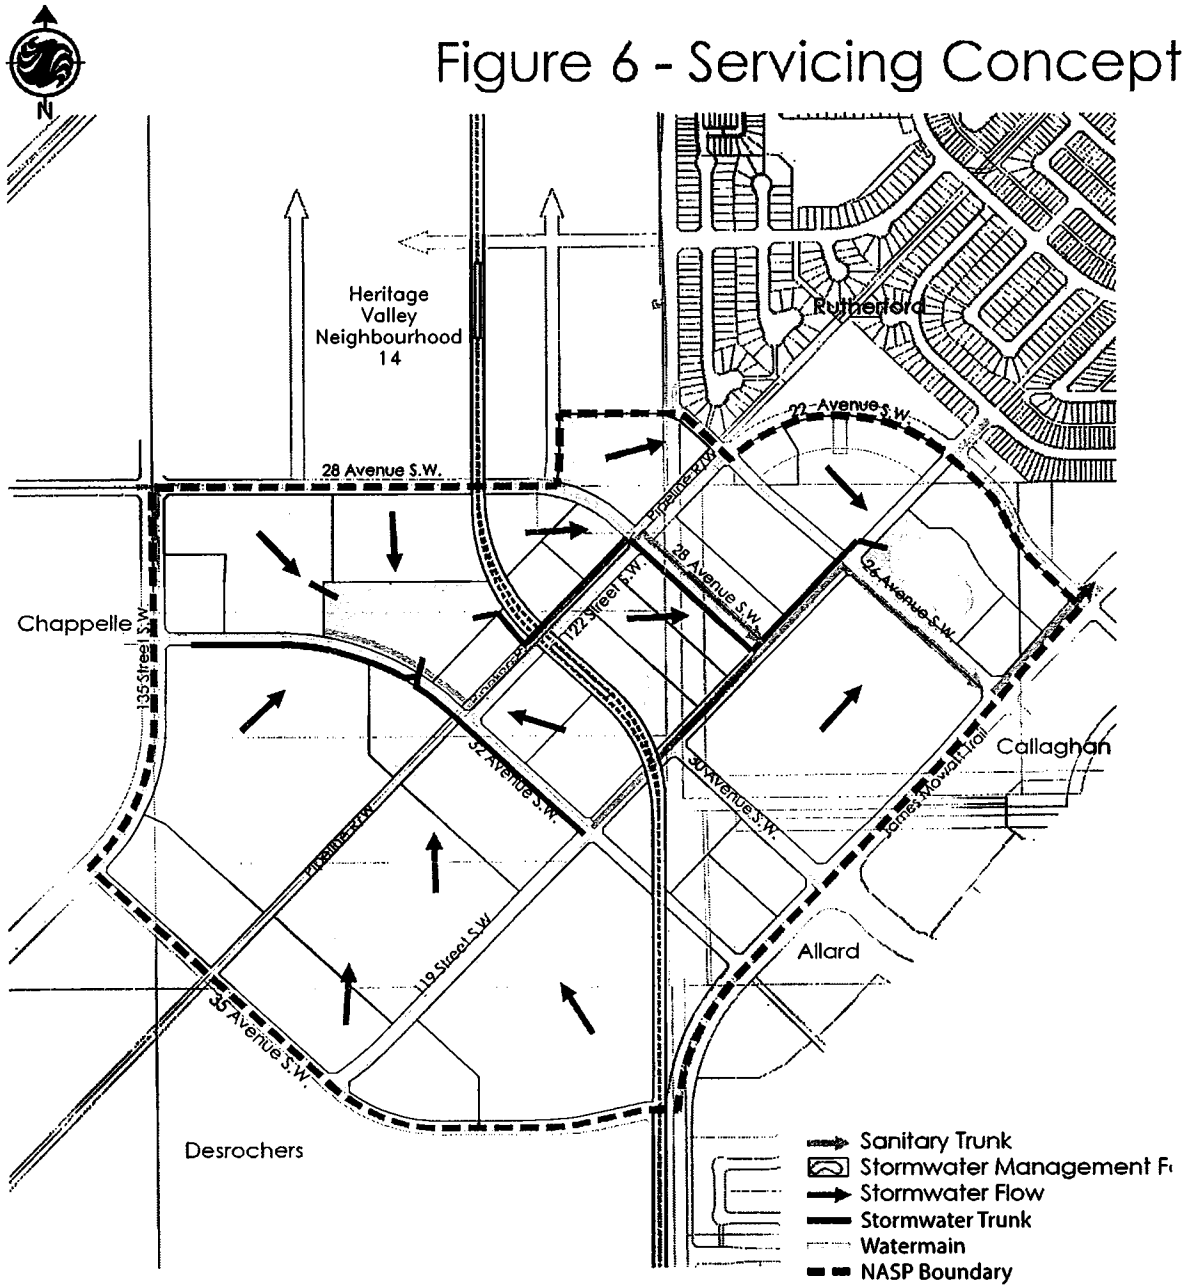 Figure 6 - Servicing Concept
N
Heritage
Valley
Neighbourhood
14
Rutherford
22 Avenue S.W.
28 Avenue S.W.
Pipeline R/W
28 Avenue S.W.
122 Street S.W.
26 Avenue S.W.
Chappelle
135 Street S.W.
32 Avenue S.W.
30 Avenue S.W.
Callaghan
James Mowatt Trail
Pipeline R/W
119 Street S.W.
Allard
35 Avenue S.W.
Desrochers
Sanitary Trunk
Stormwater Management F
Stormwater Flow
Stormwater Trunk
Watermain
NASP Boundary